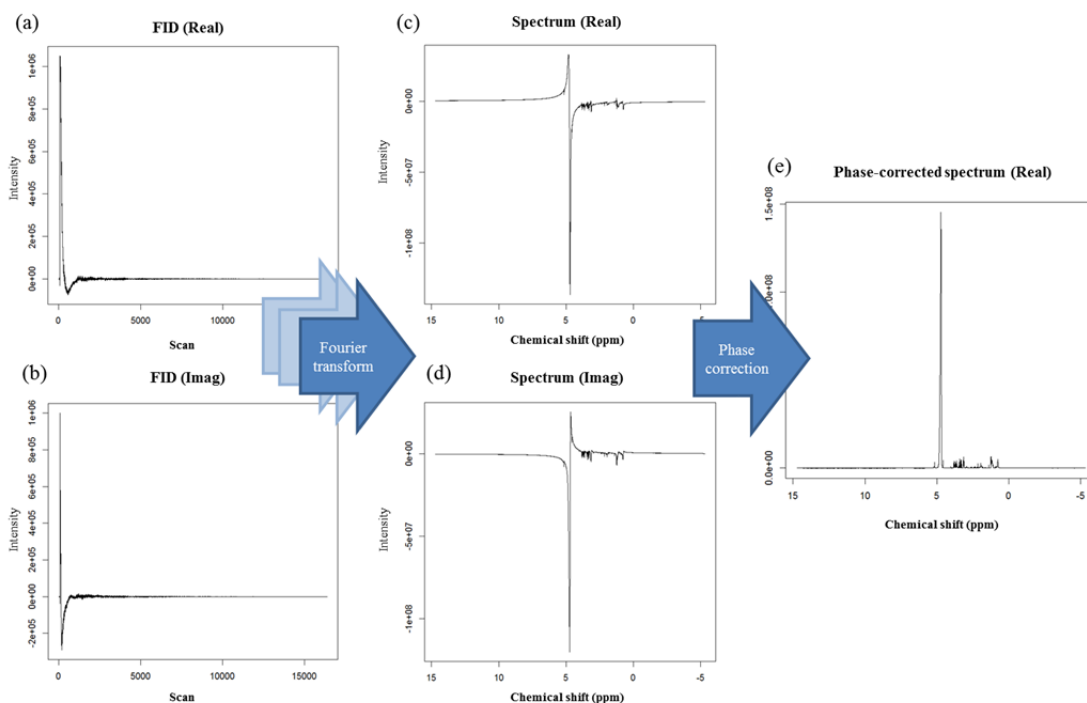 (a)
FID (Real)
1e+06
8e+05
6e+05
4e+05
2e+05
0e+00
Intensity
0
5000
10000
Scan
(b)
FID (Imag)
1e+06
8e+05
6e+05
4e+05
2e+05
0e+00
-2e+05
Intensity
0
5000
10000
15000
Scan
Fourier
transform
(c)
Spectrum (Real)
0e+00
-5e+07
-1e+08
Intensity
15
10
5
0
-5
Chemical shift (ppm)
(d)
Spectrum (Imag)
0e+00
-5e+07
-1e+08
Intensity
15
10
5
0
-5
Chemical shift (ppm)
Phase
correction
(e)
Phase-corrected spectrum (Real)
1.5e+08
0.0e+00
15
10
5
0
-5
Chemical shift (ppm)